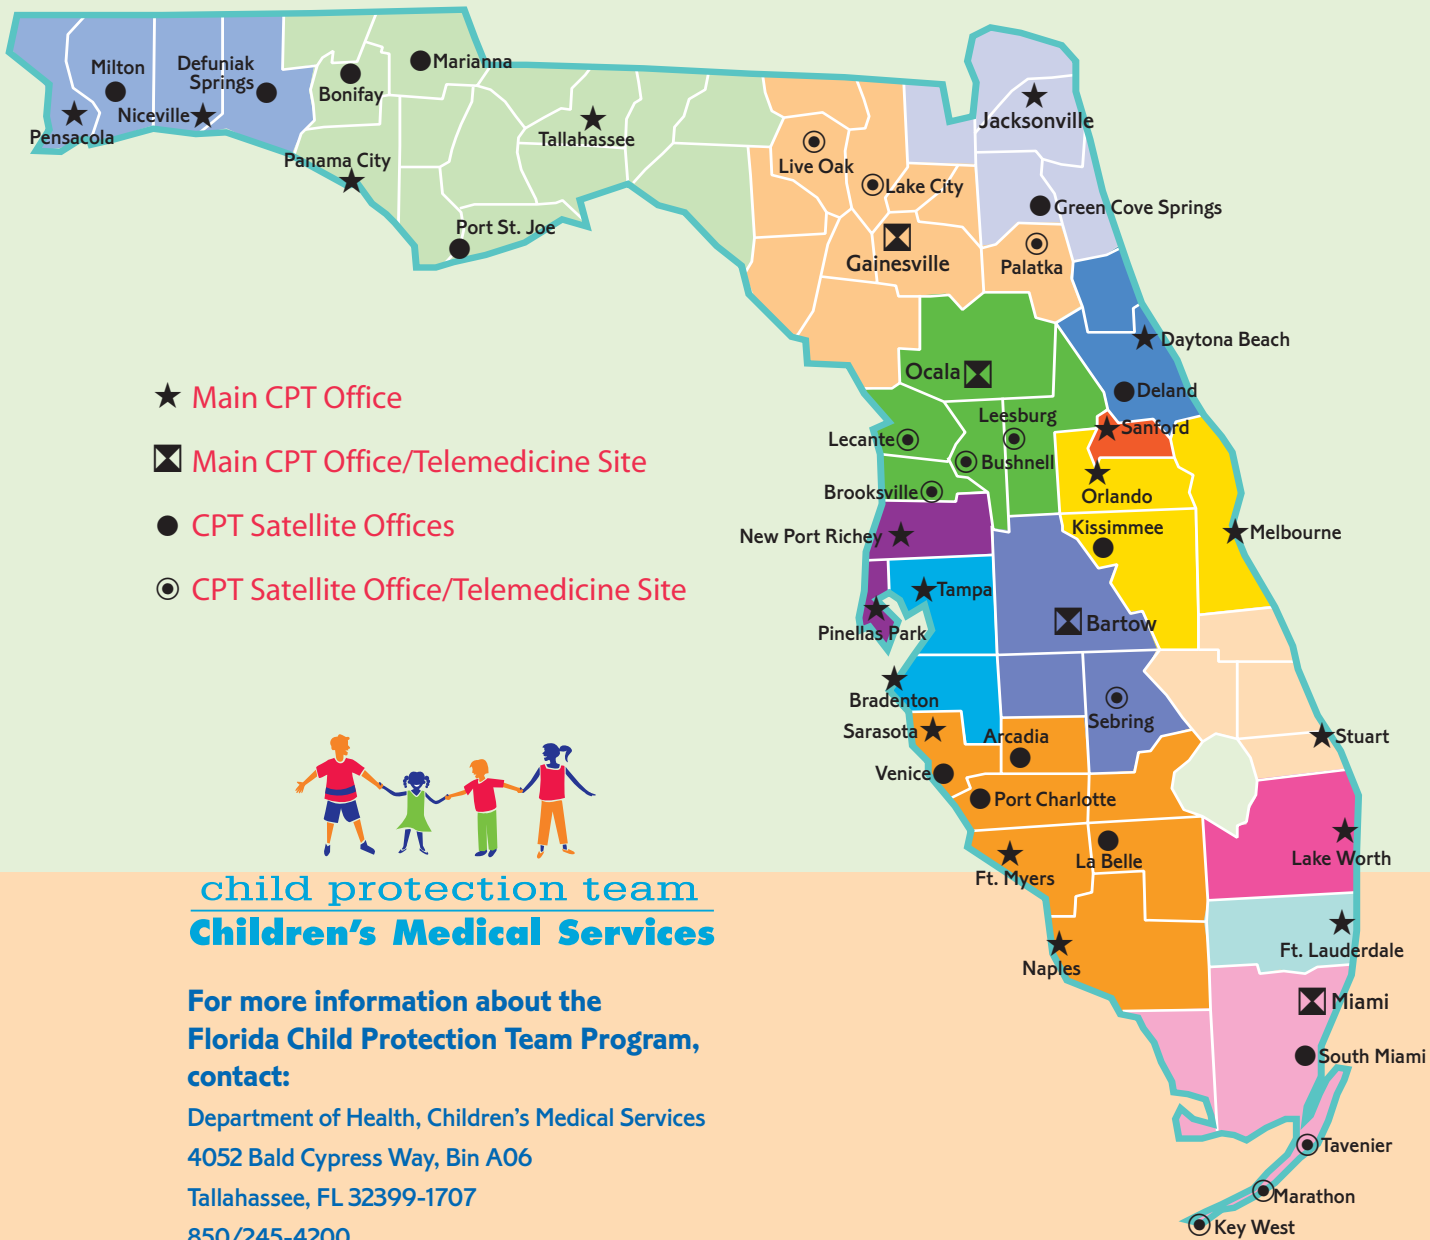 Marianna
Milton
Defuniak
Springs
Bonifay
Niceville
Pensacola
Jacksonville
Tallahassee
Panama City
Live Oak
Lake City
Green Cove Springs
Port St. Joe
Gainesville
Palatka
Daytona Beach
Ocala
Deland
Main CPT Office
Leesburg
Sanford
Lecante
Bushnell
Main CPT Office/Telemedicine Site
Brooksville
Orlando
CPT Satellite Offices
Kissimmee
New Port Richey
Melbourne
CPT Satellite Office/Telemedicine Site
Tampa
Pinellas Park
Bartow
Bradenton
Sebring
Sarasota
Arcadia
Stuart
Venice
Port Charlotte
Lake Worth
La Belle
Ft. Myers
child protection team
Children's Medical Services
Ft. Lauderdale
Naples
For more information about the
Florida Child Protection Team Program,
contact:
Miami
South Miami
Department of Health, Children's Medical Services
4052 Bald Cypress Way, Bin A06
Tallahassee, FL 32399-1707
850/245-4200
Tavenier
Marathon
Key West